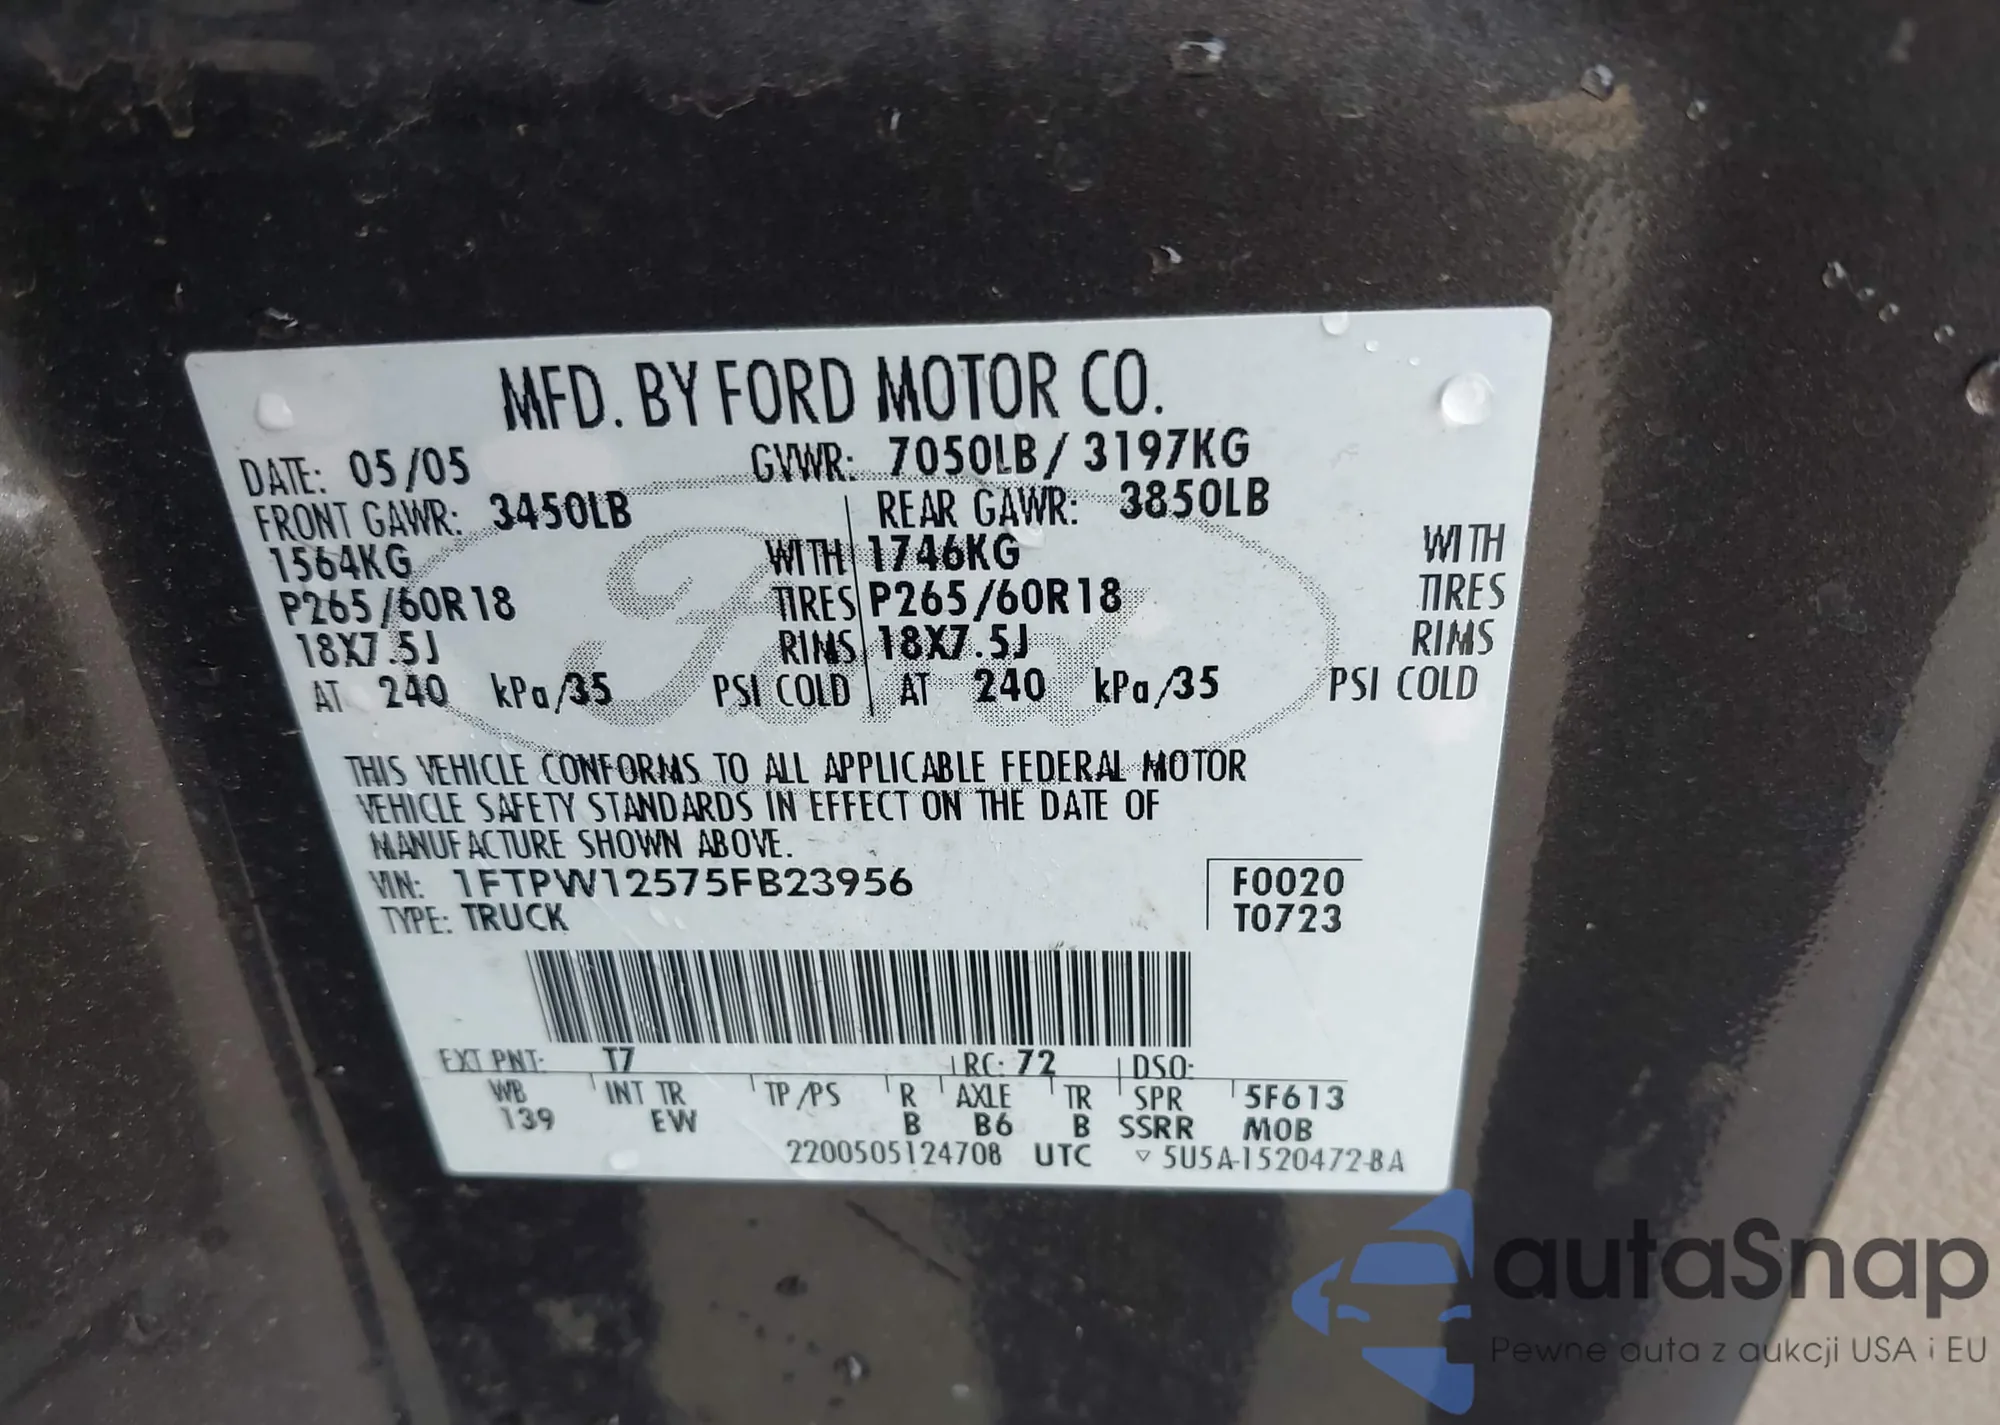 MFD. BY FORD MOTOR CO.
DATE: 05/05 GVWR: 7050LB/ 3197KG
FRONT GAWR: 3450LB REAR GAWR: 3850LB
1564KG WITH 1746KG WITH
P265/60R18 TIRES P265/60R18 TIRES
18X7.5J RIMS 18X7.5J RIMS
AT 240 kPa/35 PSI COLD AT 240 kPa/35 PSI COLD
Ford
THIS VEHICLE CONFORMS TO ALL APPLICABLE FEDERAL MOTOR
VEHICLE SAFETY STANDARDS IN EFFECT ON THE DATE OF
MANUFACTURE SHOWN ABOVE.
VIN: 1FTPW12575FB23956 F0020
TYPE: TRUCK T0723
EXT PNT: T7 RC: 72 DSO:
WB INT TR TP/PS R AXLE TR SPR 5F613
139 EW B B6 B SSRR MOB
2200505124708 UTC ▽ 5U5A-1520472-BA
autaSnap
Pewne auta z aukcji USA i EU